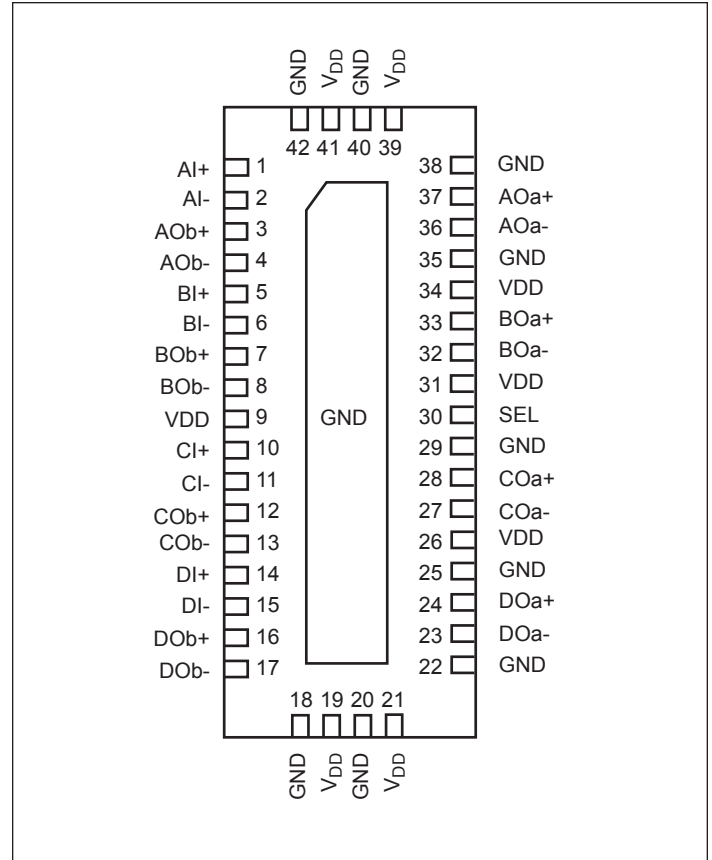 GND VDD GND VDD
42 41 40 39
AI+ 1 38 GND
AI- 2 37 AOa+
AOb+ 3 36 AOa-
AOb- 4 35 GND
BI+ 5 34 VDD
BI- 6 33 BOa+
BOb+ 7 32 BOa-
BOb- 8 31 VDD
VDD 9 GND 30 SEL
CI+ 10 29 GND
CI- 11 28 COa+
COb+ 12 27 COa-
COb- 13 26 VDD
DI+ 14 25 GND
DI- 15 24 DOa+
DOb+ 16 23 DOa-
DOb- 17 22 GND
18 19 20 21
GND VDD GND VDD